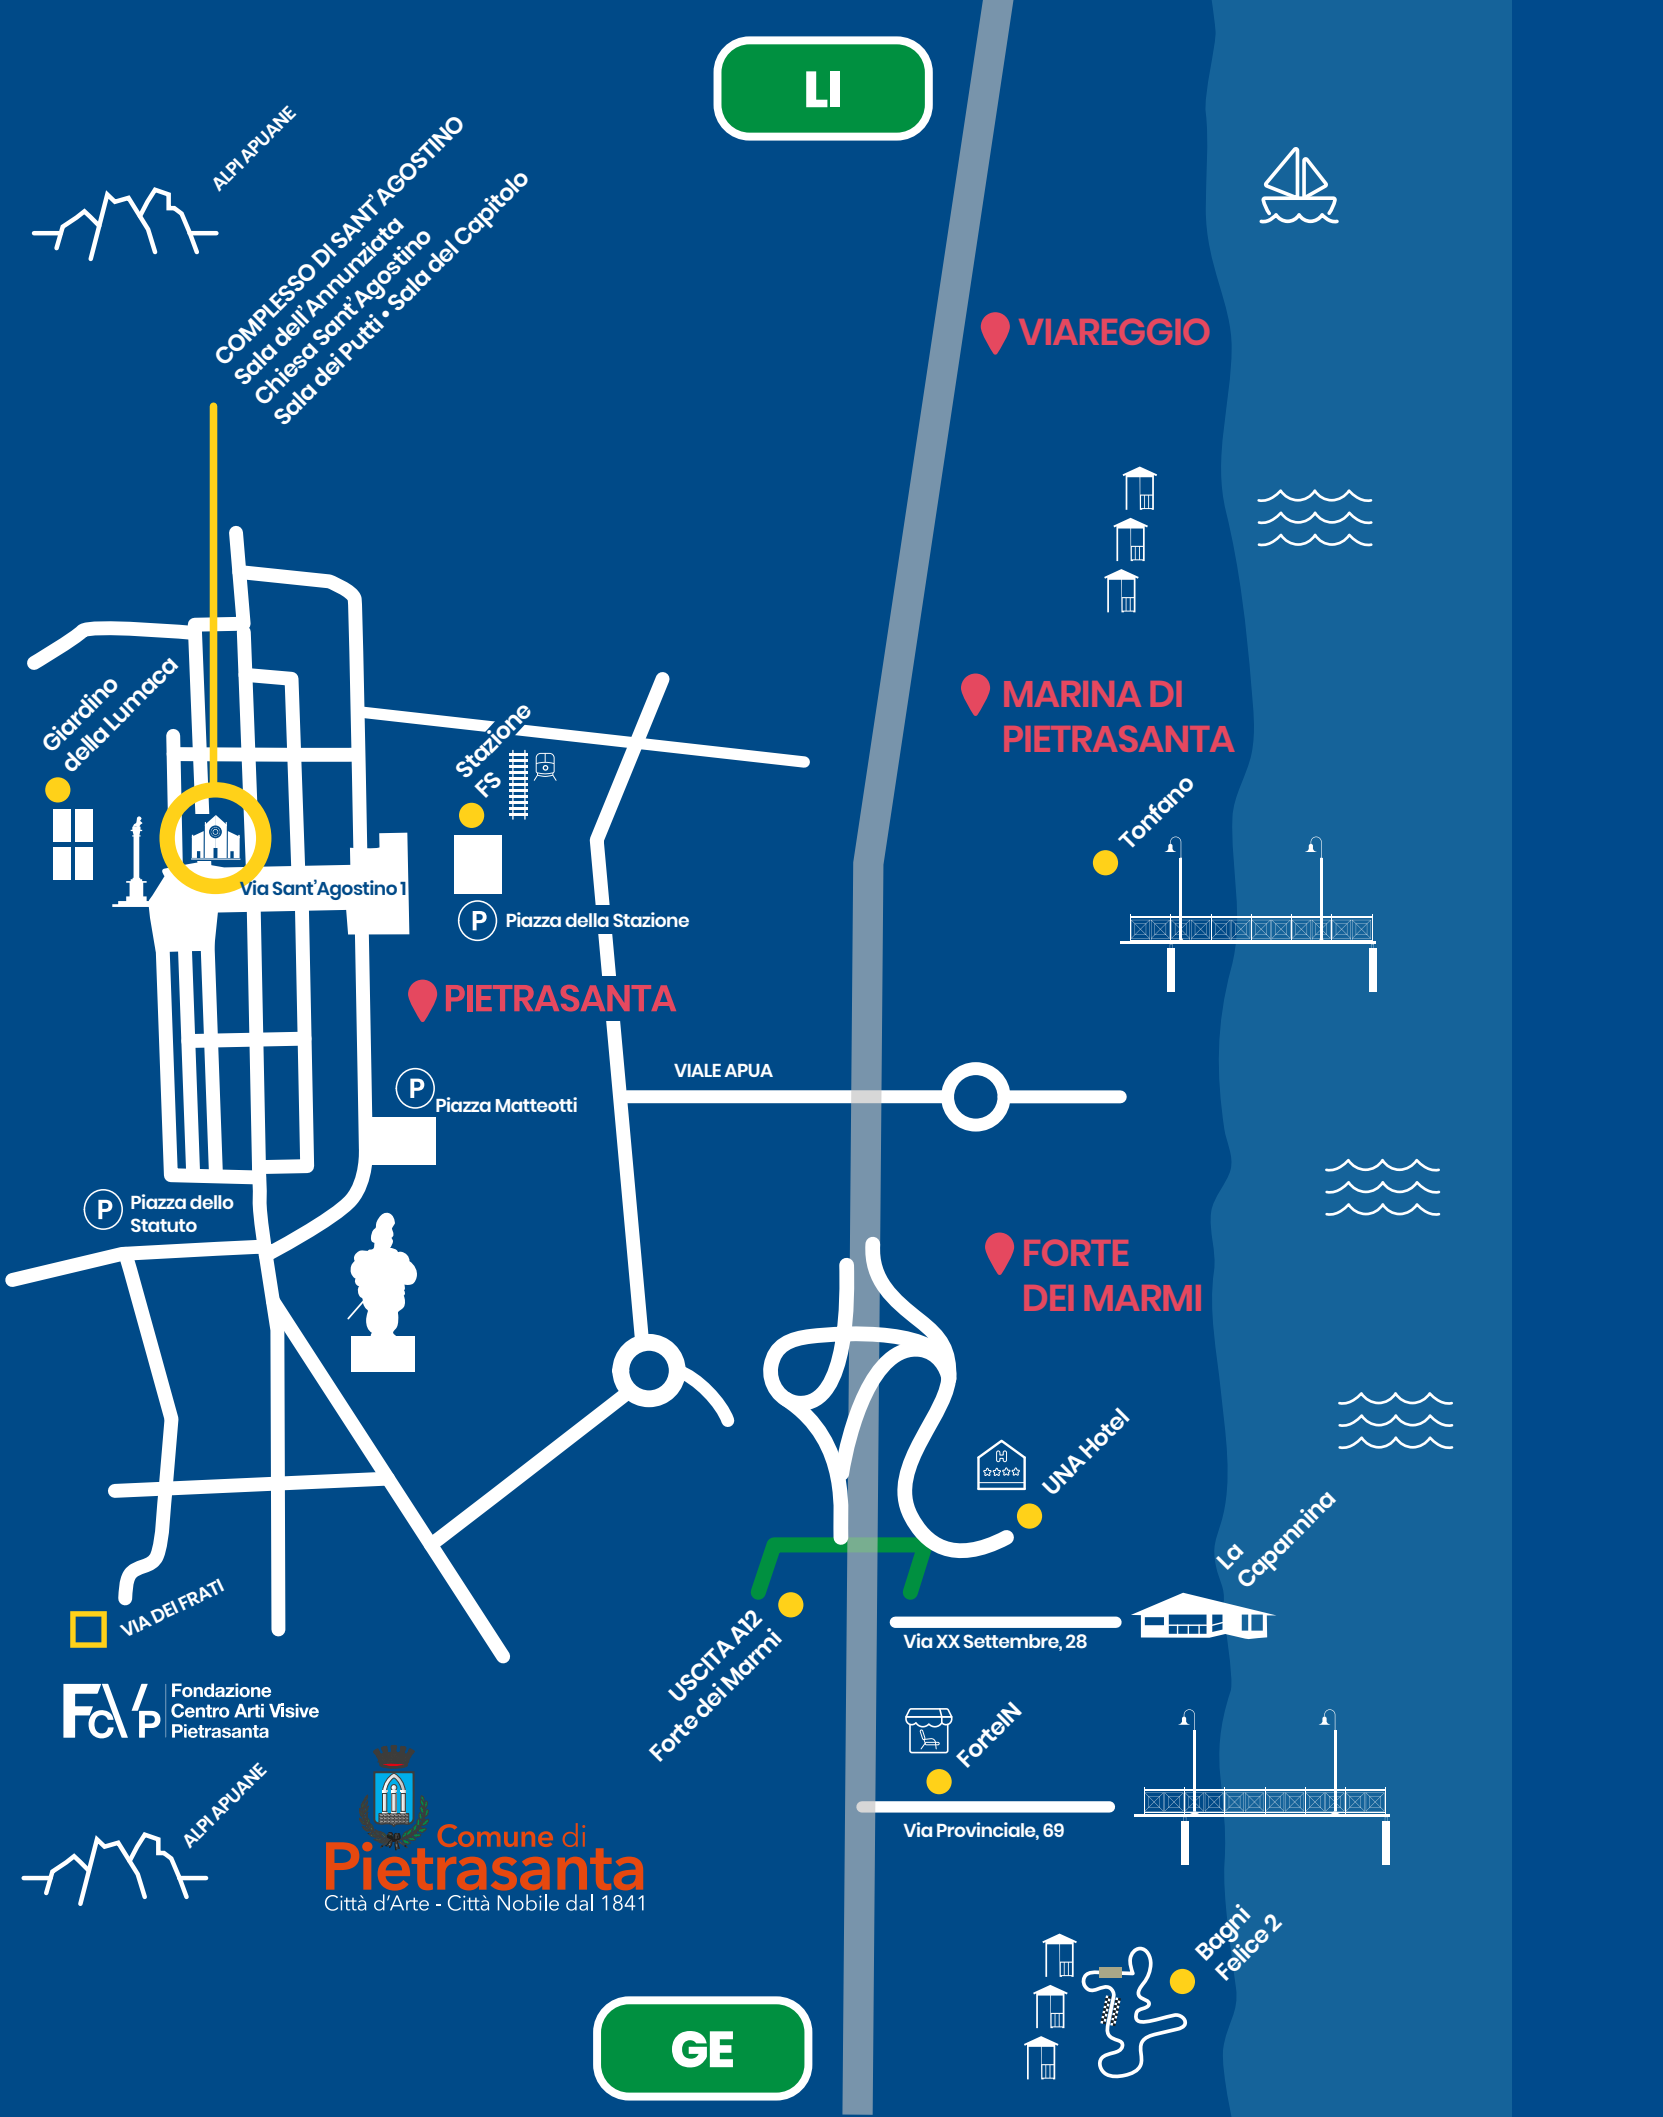 LI
ALPI APUANE
COMPLESSO DI SANT'AGOSTINO
Sala dell'Annunziata
Chiesa Sant'Agostino
Sala dei Putti • Sala del Capitolo
VIAREGGIO
Giardino
della Lumaca
Stazione
FS
MARINA DI
PIETRASANTA
Tonfano
Via Sant'Agostino 1
P
Piazza della Stazione
PIETRASANTA
VIALE APUA
P
Piazza Matteotti
P
Piazza dello
Statuto
FORTE
DEI MARMI
H
UNA Hotel
La
Capannina
VIA DEI FRATI
USCITA A12
Forte dei Marmi
Via XX Settembre, 28
FCAVP
Fondazione
Centro Arti Visive
Pietrasanta
ForteIN
Via Provinciale, 69
ALPI APUANE
Comune di
Pietrasanta
Città d'Arte - Città Nobile dal 1841
Bagni
Felice 2
GE